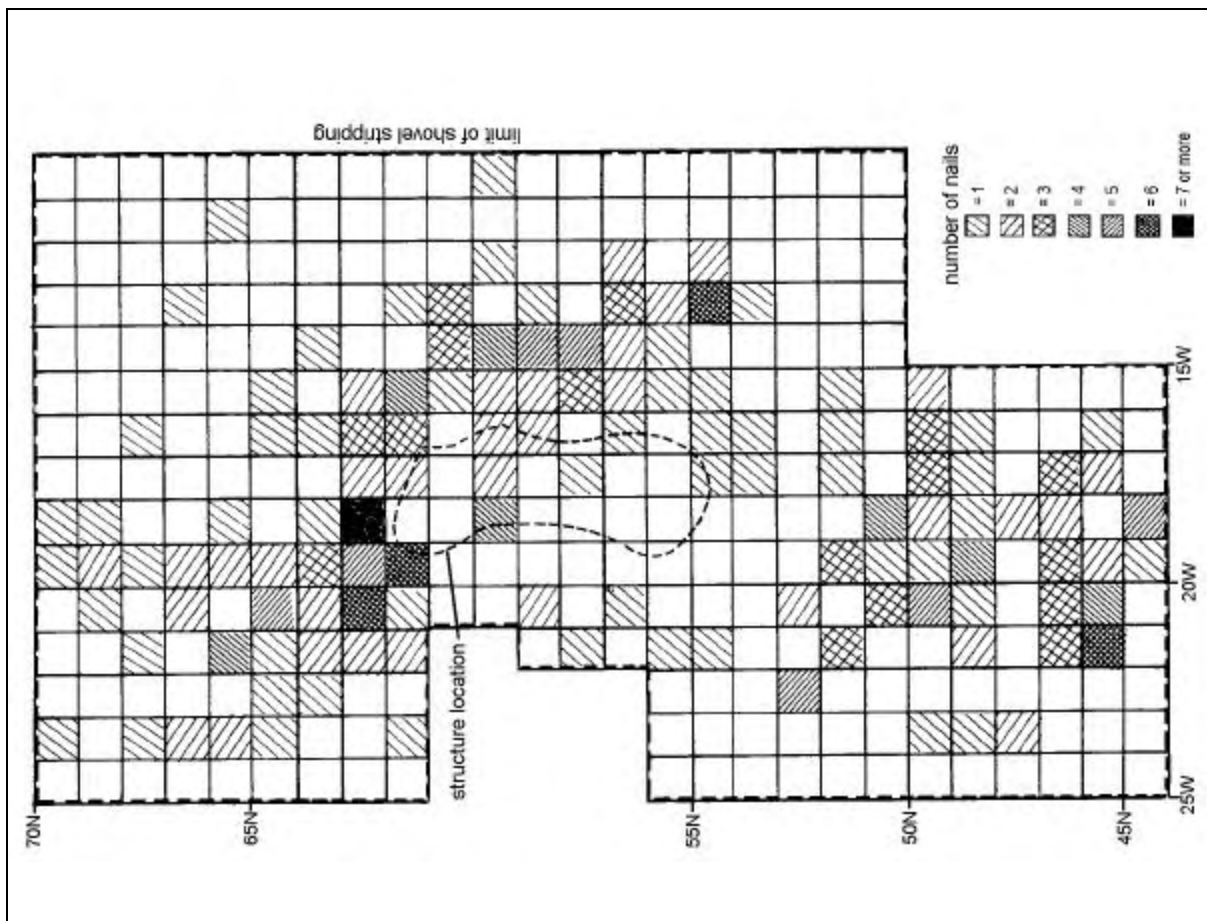 limit of shovel stripping
structure location
70N
65N
55N
50N
45N
15W
20W
25W
number of nails
= 1
= 2
= 3
= 4
= 5
= 6
= 7 or more